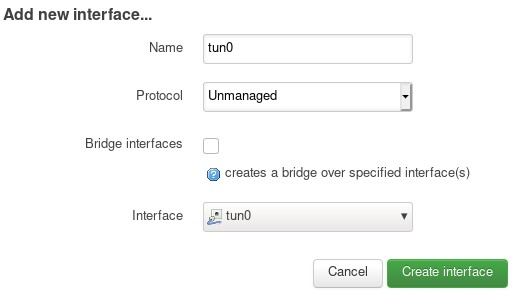 Add new interface...
Name tun0
Protocol Unmanaged
Bridge interfaces
creates a bridge over specified interface(s)
Interface tun0
Cancel Create interface